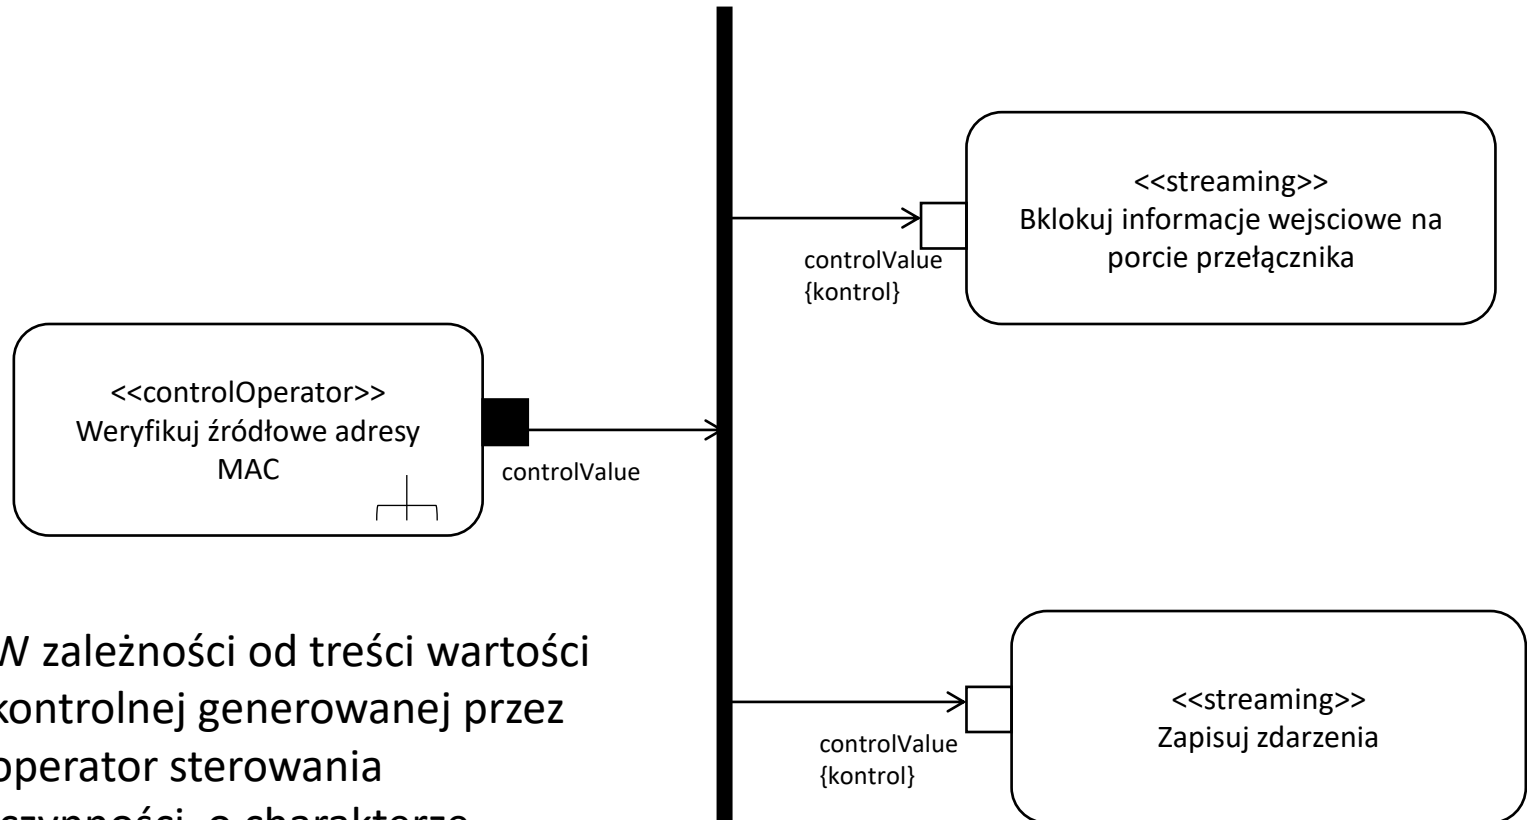 <<streaming>>
Bklokuj informacje wejsciowe na
porcie przełącznika
controlValue
{kontrol}
<<controlOperator>>
Weryfikuj źródłowe adresy
MAC
controlValue
W zależności od treści wartości
kontrolnej generowanej przez
operator sterowania
<<streaming>>
Zapisuj zdarzenia
controlValue
{kontrol}